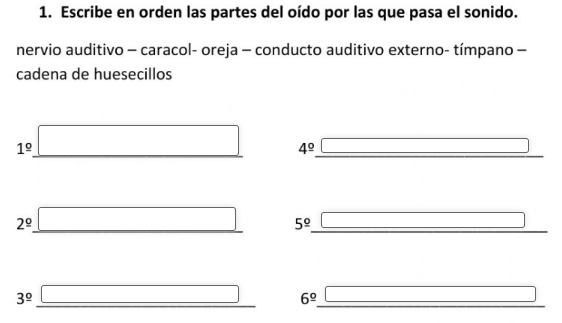 1. Escribe en orden las partes del oído por las que pasa el sonido.
nervio auditivo – caracol- oreja – conducto auditivo externo- tímpano –
cadena de huesecillos
1º 4º
2º 5º
3º 6º